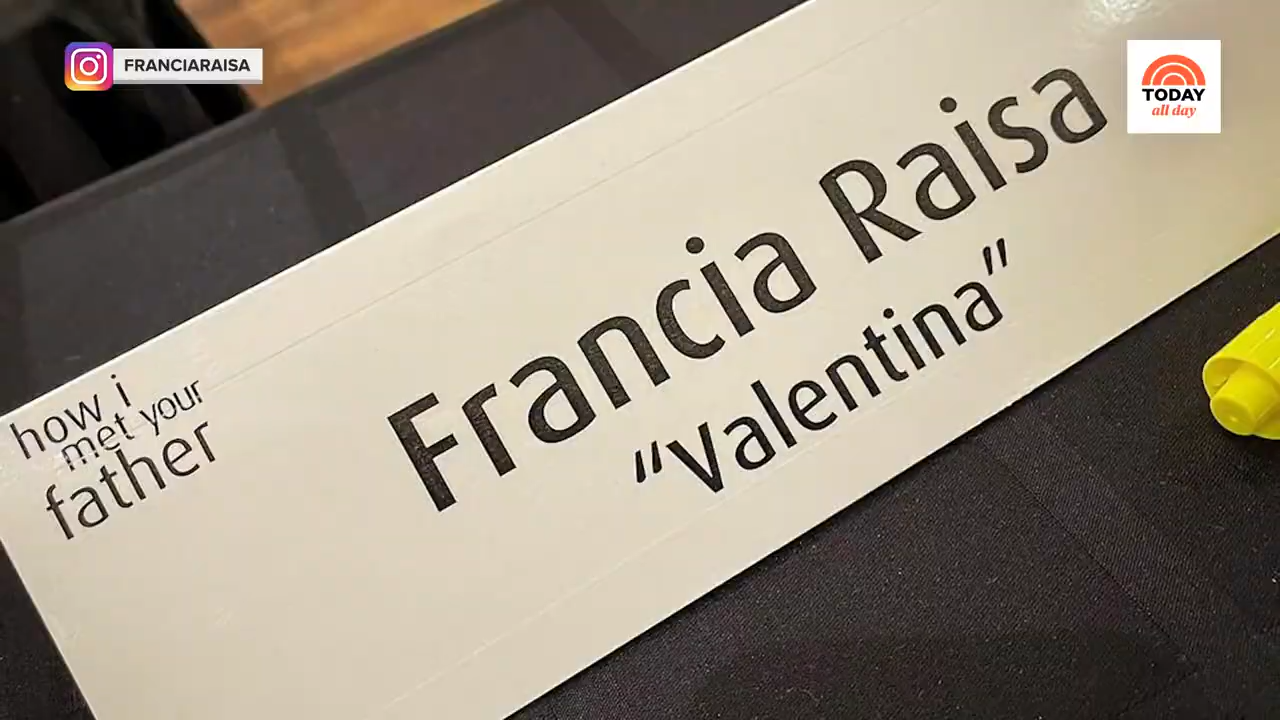 FRANCIARAISA
TODAY
all day
Francia Raisa
“Valentina”
how i
met your
father